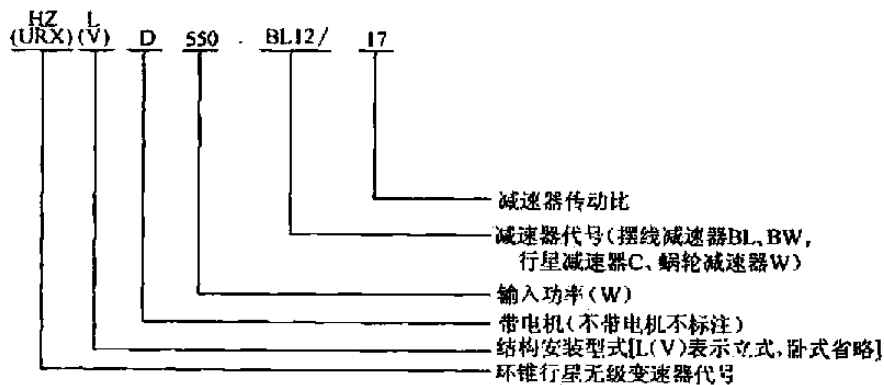 HZ L
(URX)(V) D 550 - BL12/ 17
减速器传动比
减速器代号(摆线减速器BL、BW,
行星减速器C、蜗轮减速器W)
输入功率(W)
带电机(不带电机不标注)
结构安装型式[L(V)表示立式,卧式省略]
环锥行星无级变速器代号